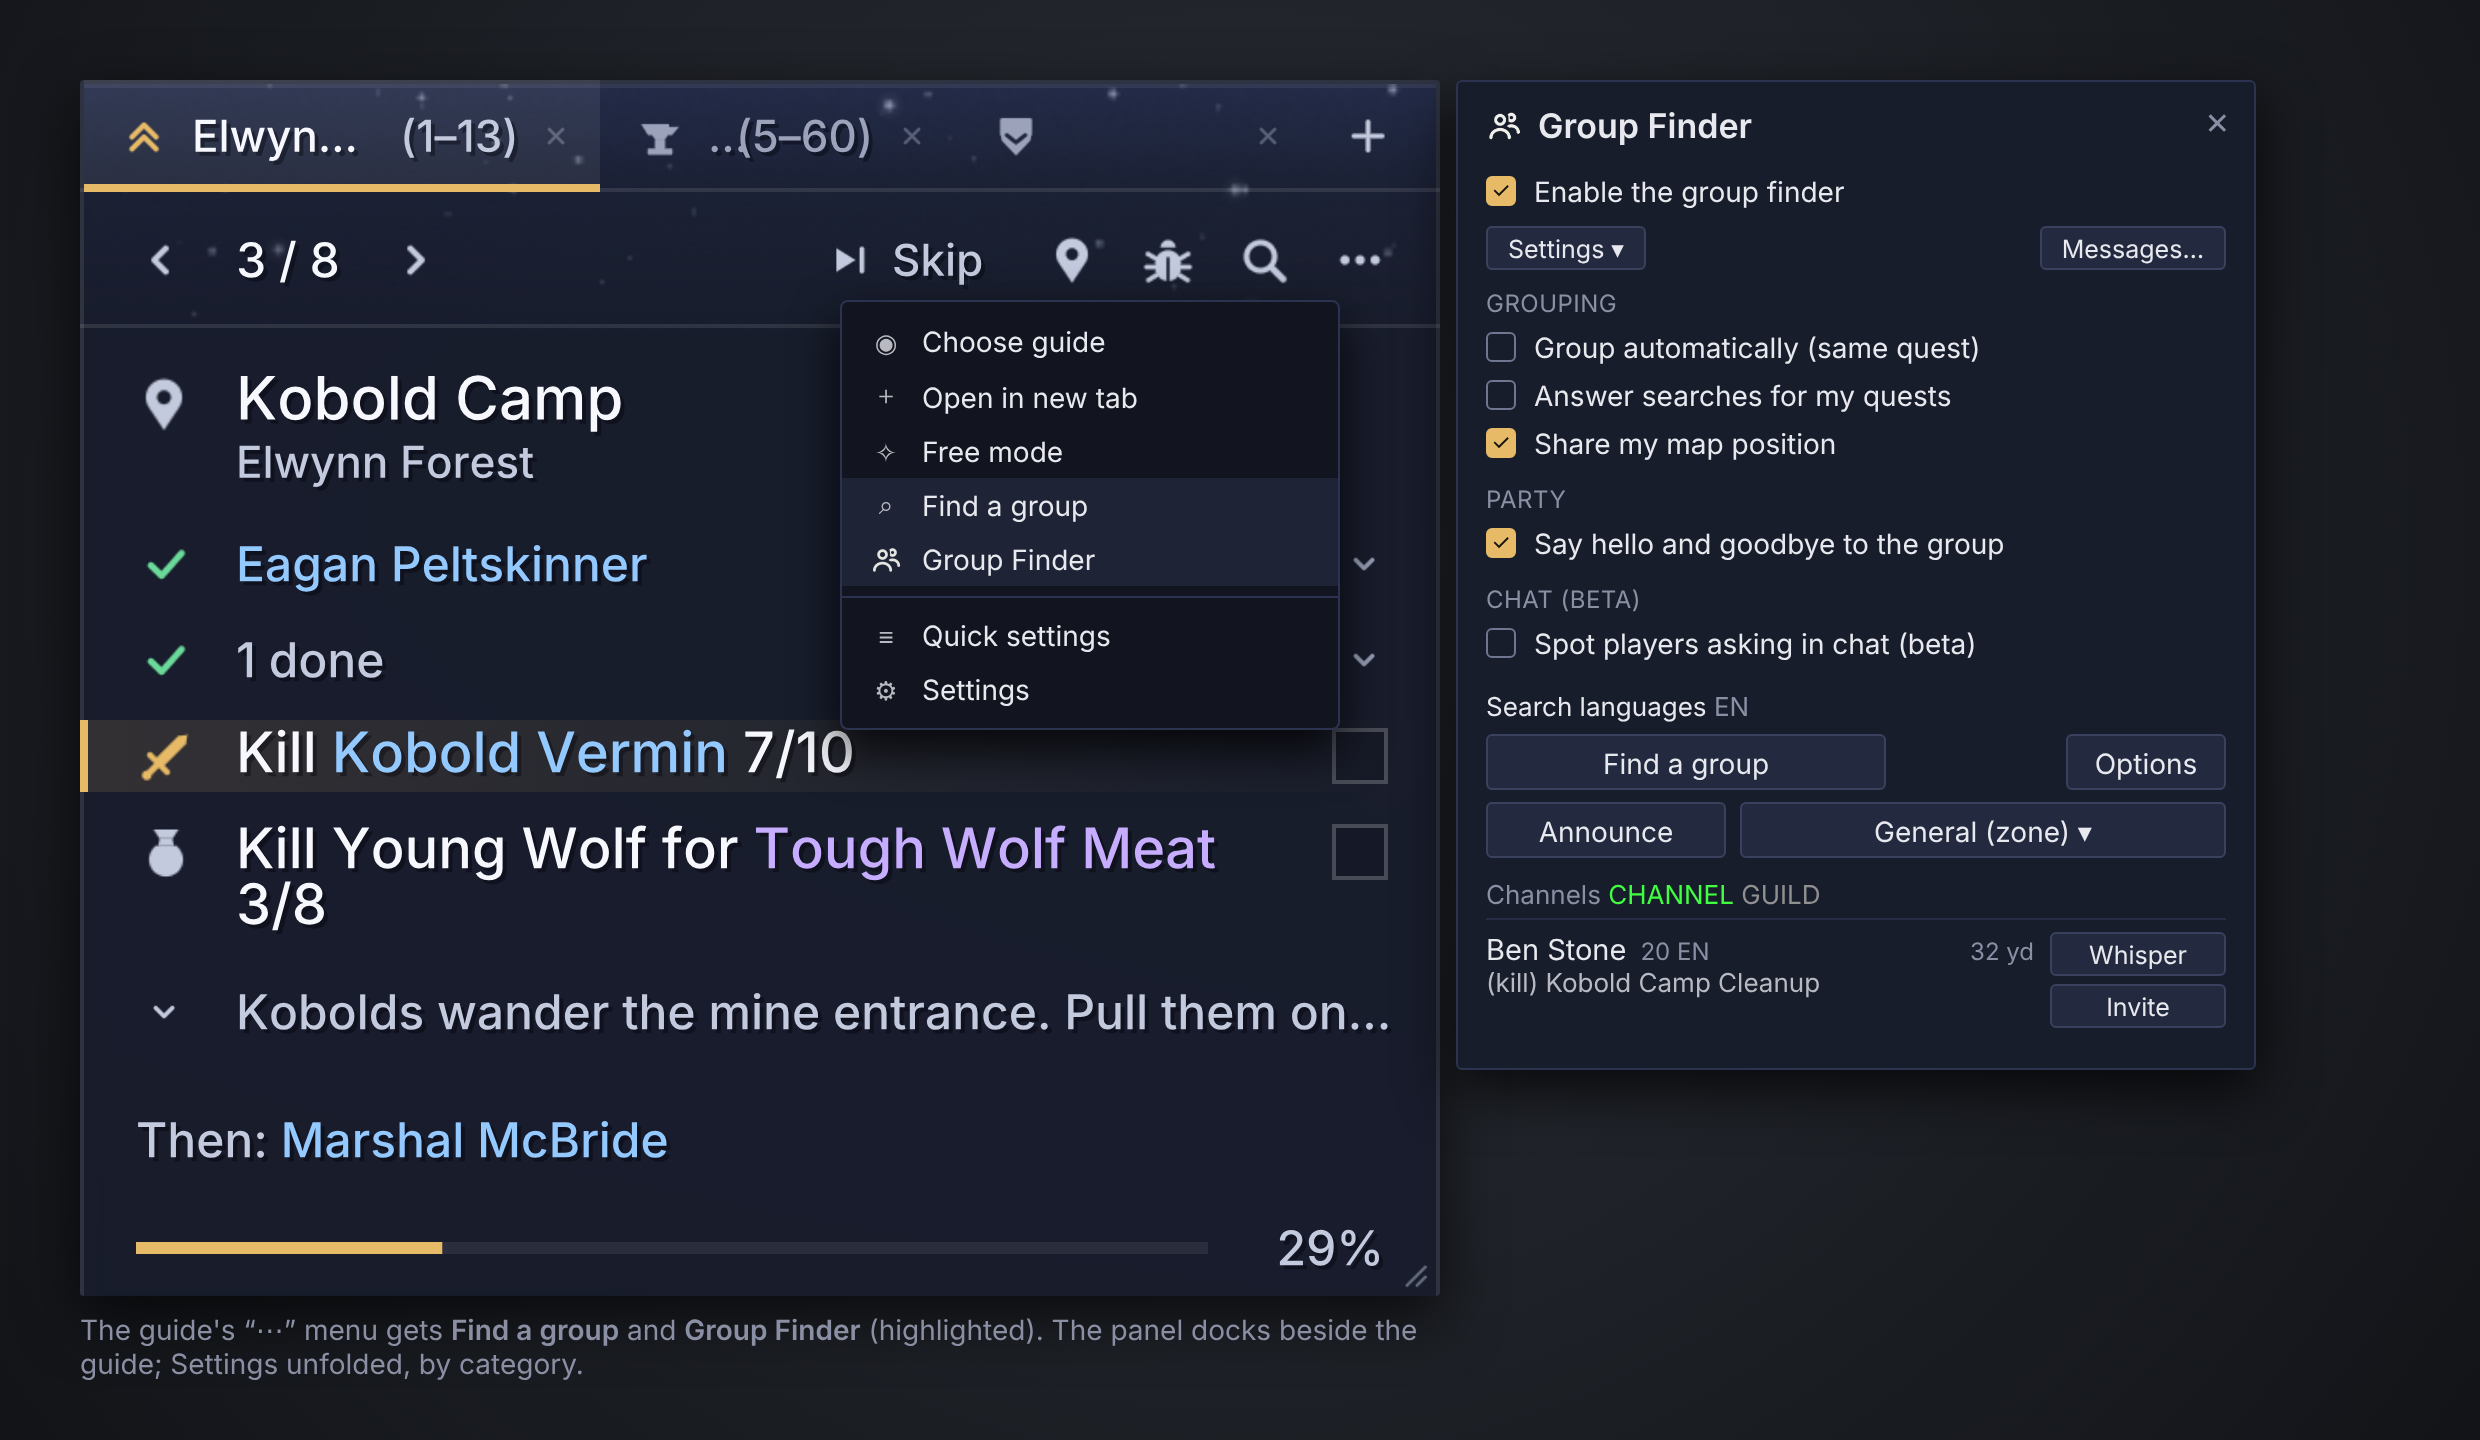 Elwyn... (1–13) ×
...(5–60) ×
×
+
3 / 8
Skip
Kobold Camp
Elwynn Forest
Eagan Peltskinner
1 done
Kill Kobold Vermin 7/10
Kill Young Wolf for Tough Wolf Meat
3/8
Kobolds wander the mine entrance. Pull them on...
Then: Marshal McBride
29%
Choose guide
Open in new tab
Free mode
Find a group
Group Finder
Quick settings
Settings
Group Finder
Enable the group finder
Settings ▾
Messages...
GROUPING
Group automatically (same quest)
Answer searches for my quests
Share my map position
PARTY
Say hello and goodbye to the group
CHAT (BETA)
Spot players asking in chat (beta)
Search languages EN
Find a group
Options
Announce
General (zone) ▾
Channels CHANNEL GUILD
Ben Stone 20 EN 32 yd
Whisper
(kill) Kobold Camp Cleanup
Invite
The guide's “⋯” menu gets Find a group and Group Finder (highlighted). The panel docks beside the
guide; Settings unfolded, by category.